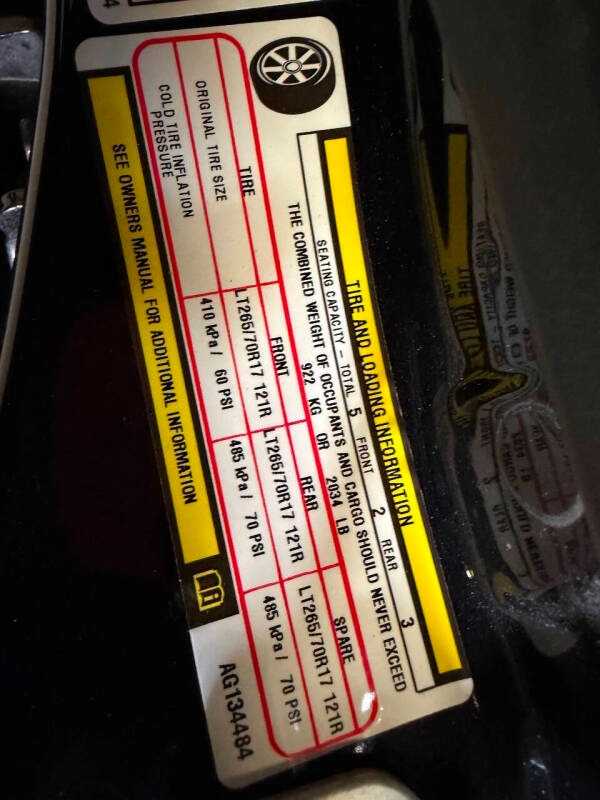 TIRE AND LOADING INFORMATION
SEATING CAPACITY - TOTAL 5 FRONT 2 REAR 3
THE COMBINED WEIGHT OF OCCUPANTS AND CARGO SHOULD NEVER EXCEED
922 KG OR 2034 LB
TIRE FRONT REAR SPARE
ORIGINAL TIRE SIZE LT265/70R17 121R LT265/70R17 121R LT265/70R17 121R
COLD TIRE INFLATION
PRESSURE 410 kPa / 60 PSI 485 kPa / 70 PSI 485 kPa / 70 PSI
SEE OWNERS MANUAL FOR ADDITIONAL INFORMATION
AG134484